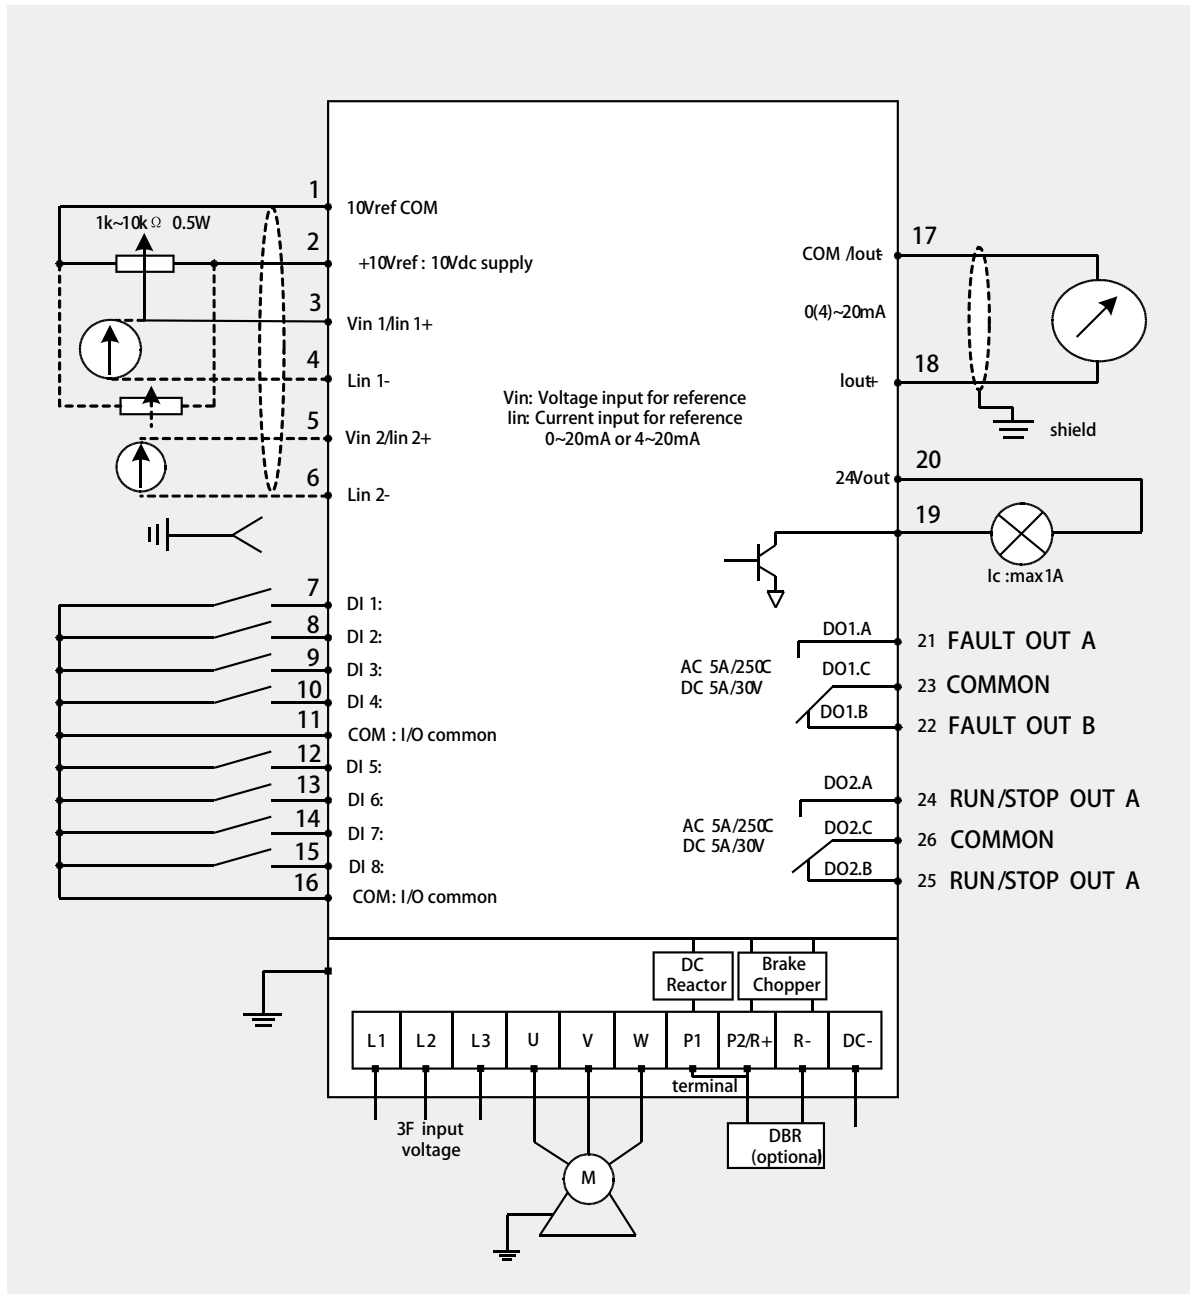 1
10Vref COM
1k~10k Ω 0.5W
2
+10Vref : 10Vdc supply
3
Vin 1/Iin 1+
4
Lin 1-
5
Vin 2/Iin 2+
6
Lin 2-
Vin: Voltage input for reference
Iin: Current input for reference
0~20mA or 4~20mA
7
DI 1:
8
DI 2:
9
DI 3:
10
DI 4:
11
COM : I/O common
12
DI 5:
13
DI 6:
14
DI 7:
15
DI 8:
16
COM: I/O common
17
COM /Iout-
0(4)~20mA
18
Iout+
shield
20
24Vout
19
Ic :max1A
DO1.A
21 FAULT OUT A
AC 5A/250C
DC 5A/30V
DO1.C
23 COMMON
DO1.B
22 FAULT OUT B
DO2.A
24 RUN/STOP OUT A
AC 5A/250C
DC 5A/30V
DO2.C
26 COMMON
DO2.B
25 RUN/STOP OUT A
DC
Reactor
Brake
Chopper
L1 L2 L3 U V W P1 P2/R+ R- DC-
terminal
3F input
voltage
DBR
(optional)
M